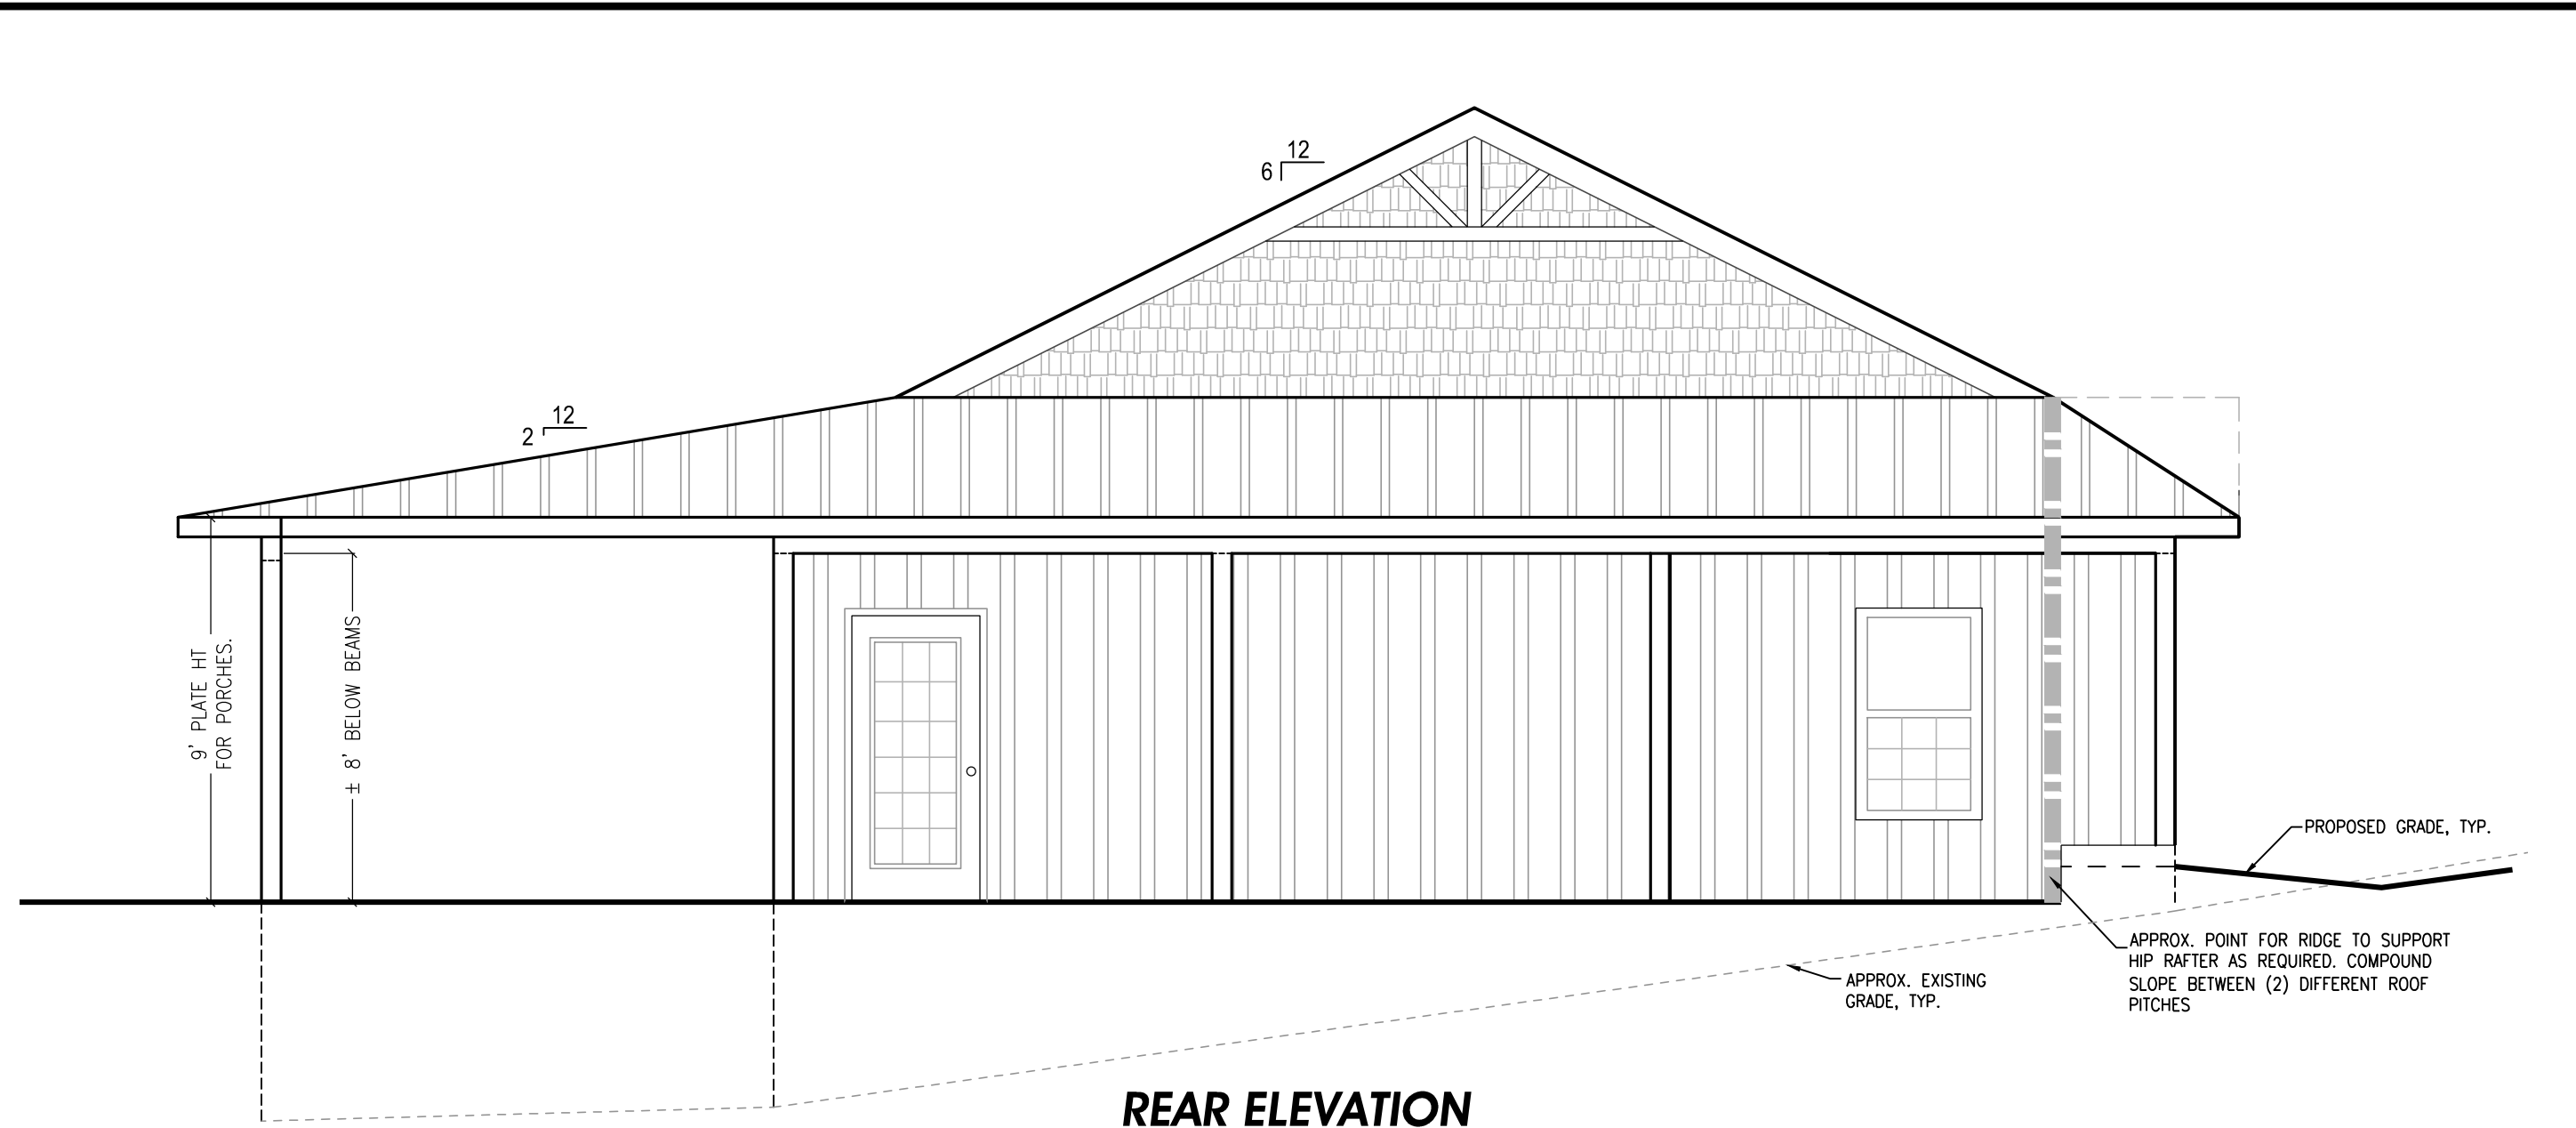 12
6
12
2
9' PLATE HT
FOR PORCHES.
± 8' BELOW BEAMS
PROPOSED GRADE, TYP.
APPROX. POINT FOR RIDGE TO SUPPORT
HIP RAFTER AS REQUIRED. COMPOUND
SLOPE BETWEEN (2) DIFFERENT ROOF
PITCHES
APPROX. EXISTING
GRADE, TYP.
REAR ELEVATION